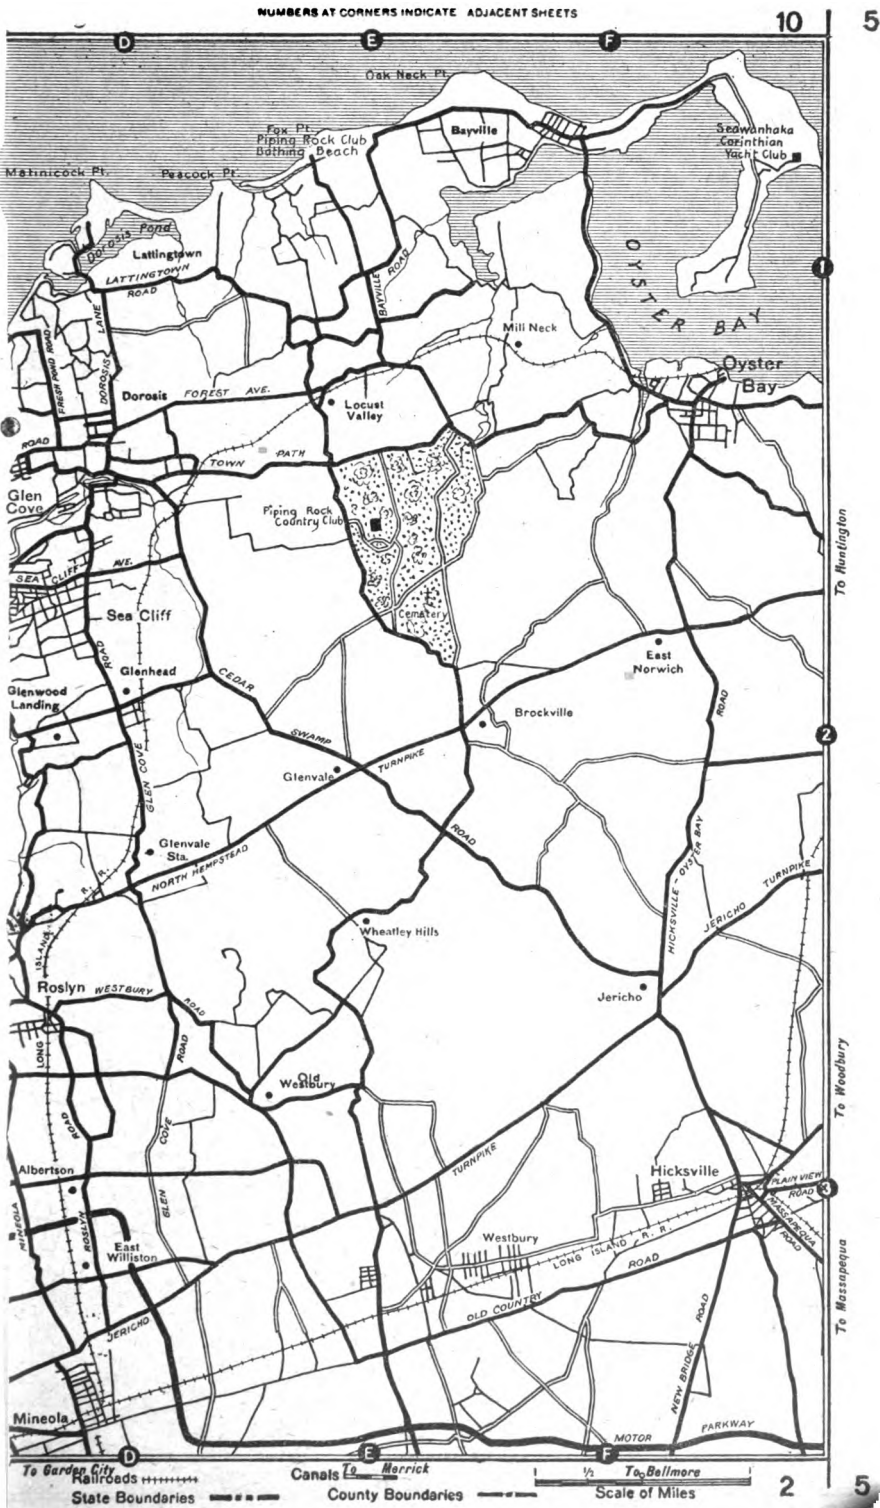 NUMBERS AT CORNERS INDICATE ADJACENT SHEETS
10 5
D E F
Oak Neck Pt.
Bayville
Fox Pt.
Piping Rock Club
Bathing Beach
Seawanhaka
Corinthian
Yacht Club
Matinicock Pt.
Peacock Pt.
Dorosis Pond
Lattingtown
LATTINGTOWN
ROAD
BAYVILLE
ROAD
OYSTER BAY
1
FRESH POND ROAD
DOROSIS
LANE
Mill Neck
Oyster
Bay
Dorosis
FOREST AVE.
Locust
Valley
ROAD
TOWN PATH
Glen
Cove
Piping Rock
Country Club
To Huntington
SEA CLIFF AVE.
Sea Cliff
Cemetery
ROAD
East
Norwich
Glenhead
Glenwood
Landing
CEDAR
SWAMP
ROAD
Brockville
ROAD
2
TURNPIKE
Glenvale
GLEN COVE
Glenvale
Sta.
NORTH HEMPSTEAD
HICKSVILLE - OYSTER BAY
JERICHO TURNPIKE
R. R.
ISLAND
LONG
Wheatley Hills
Roslyn
WESTBURY
ROAD
ROAD
Jericho
Old
Westbury
To Woodbury
ROAD
COVE
GLEN
Albertson
TURNPIKE
Hicksville
PLAIN VIEW
ROAD
3
MASSAPEQUA
ROAD
MINEOLA
ROSLYN
East
Williston
Westbury
LONG ISLAND R. R.
ROAD
OLD COUNTRY
JERICHO
To Massapequa
NEW BRIDGE
ROAD
Mineola
MOTOR PARKWAY
D E F
To Garden City
To Merrick
To Bellmore
Railroads
Canals
1/2
State Boundaries
County Boundaries
Scale of Miles
2 5